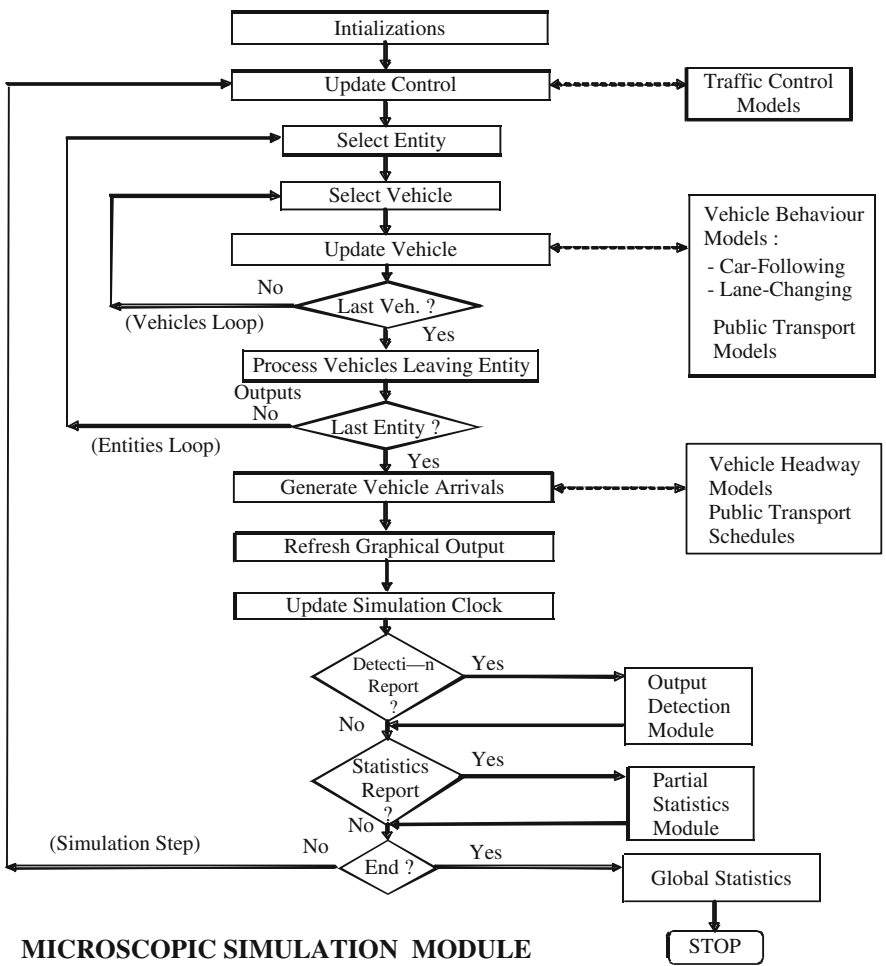 Intializations
Update Control
Traffic Control
Models
Select Entity
Select Vehicle
Update Vehicle
Vehicle Behaviour
Models :
- Car-Following
- Lane-Changing
Public Transport
Models
No
Last Veh. ?
(Vehicles Loop)
Yes
Process Vehicles Leaving Entity
Outputs
No
Last Entity ?
(Entities Loop)
Yes
Generate Vehicle Arrivals
Vehicle Headway
Models
Public Transport
Schedules
Refresh Graphical Output
Update Simulation Clock
Detecti—n
Report
?
Yes
Output
Detection
Module
No
Statistics
Report
?
Yes
Partial
Statistics
Module
No
(Simulation Step)
No
End ?
Yes
Global Statistics
STOP
MICROSCOPIC SIMULATION MODULE